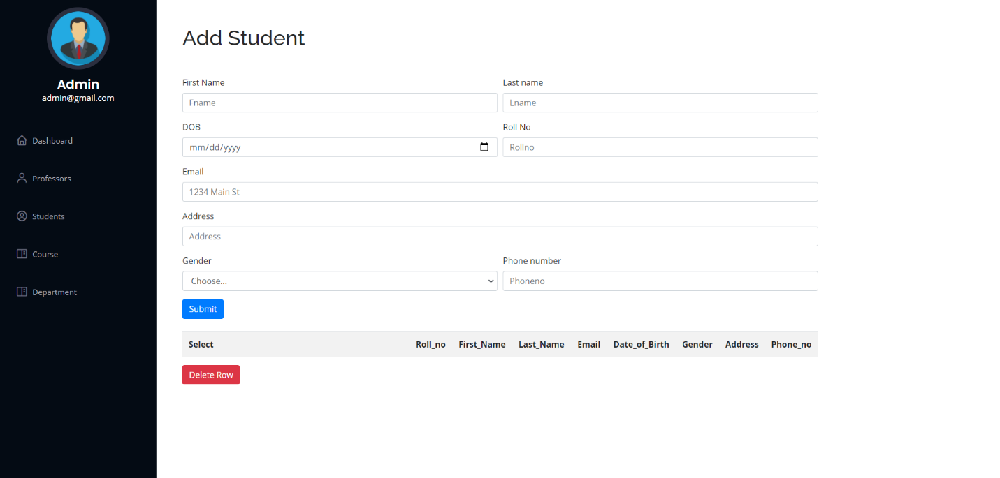 Admin
admin@gmail.com
Dashboard
Professors
Students
Course
Department
Add Student
First Name Last name
Fname Lname
DOB Roll No
mm/dd/yyyy Rollno
Email
1234 Main St
Address
Address
Gender Phone number
Choose... Phoneno
Submit
Select Roll_no First_Name Last_Name Email Date_of_Birth Gender Address Phone_no
Delete Row